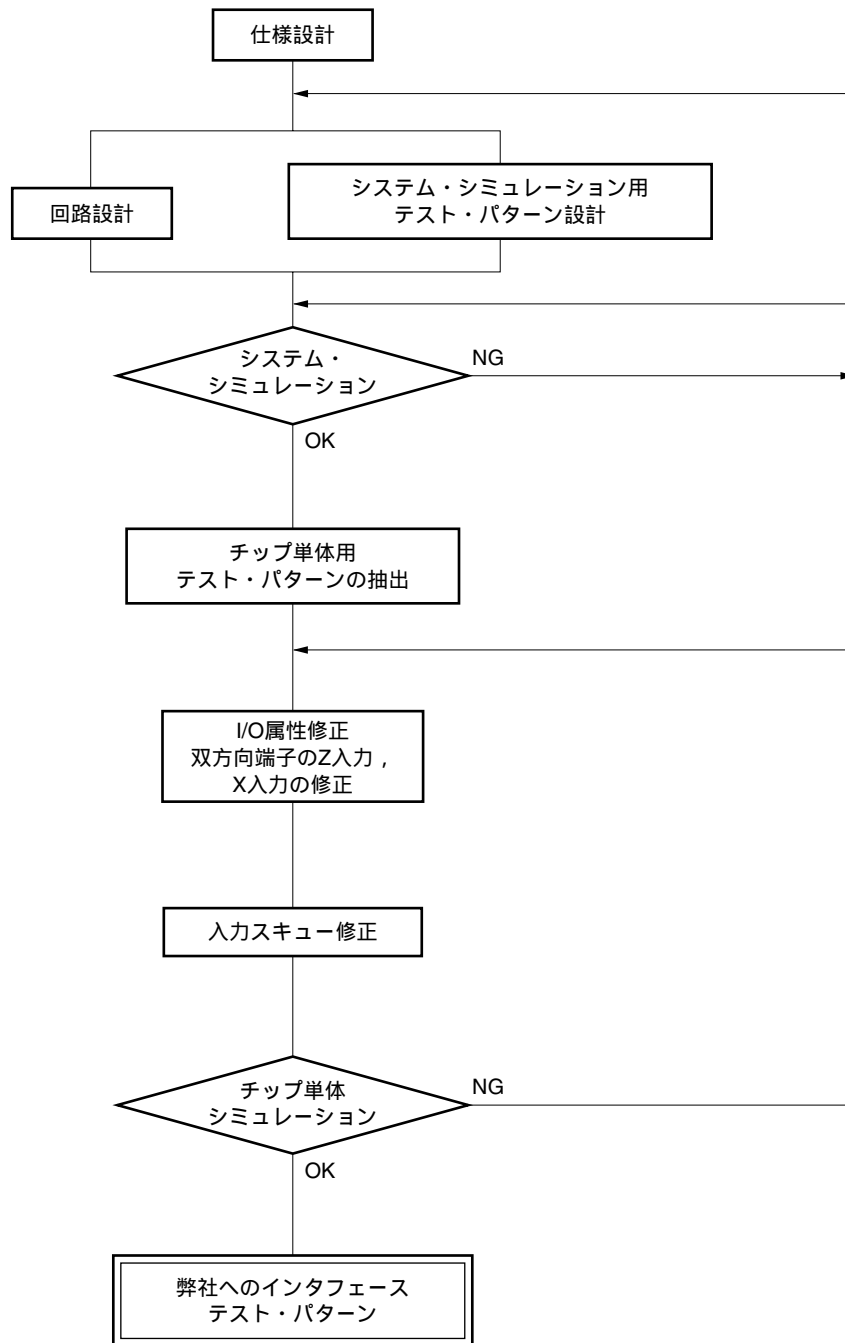 仕様設計
回路設計
システム・シミュレーション用
テスト・パターン設計
システム・
シミュレーション
NG
OK
チップ単体用
テスト・パターンの抽出
I/O属性修正
双方向端子のZ入力，
X入力の修正
入力スキュー修正
チップ単体
シミュレーション
NG
OK
弊社へのインタフェース
テスト・パターン